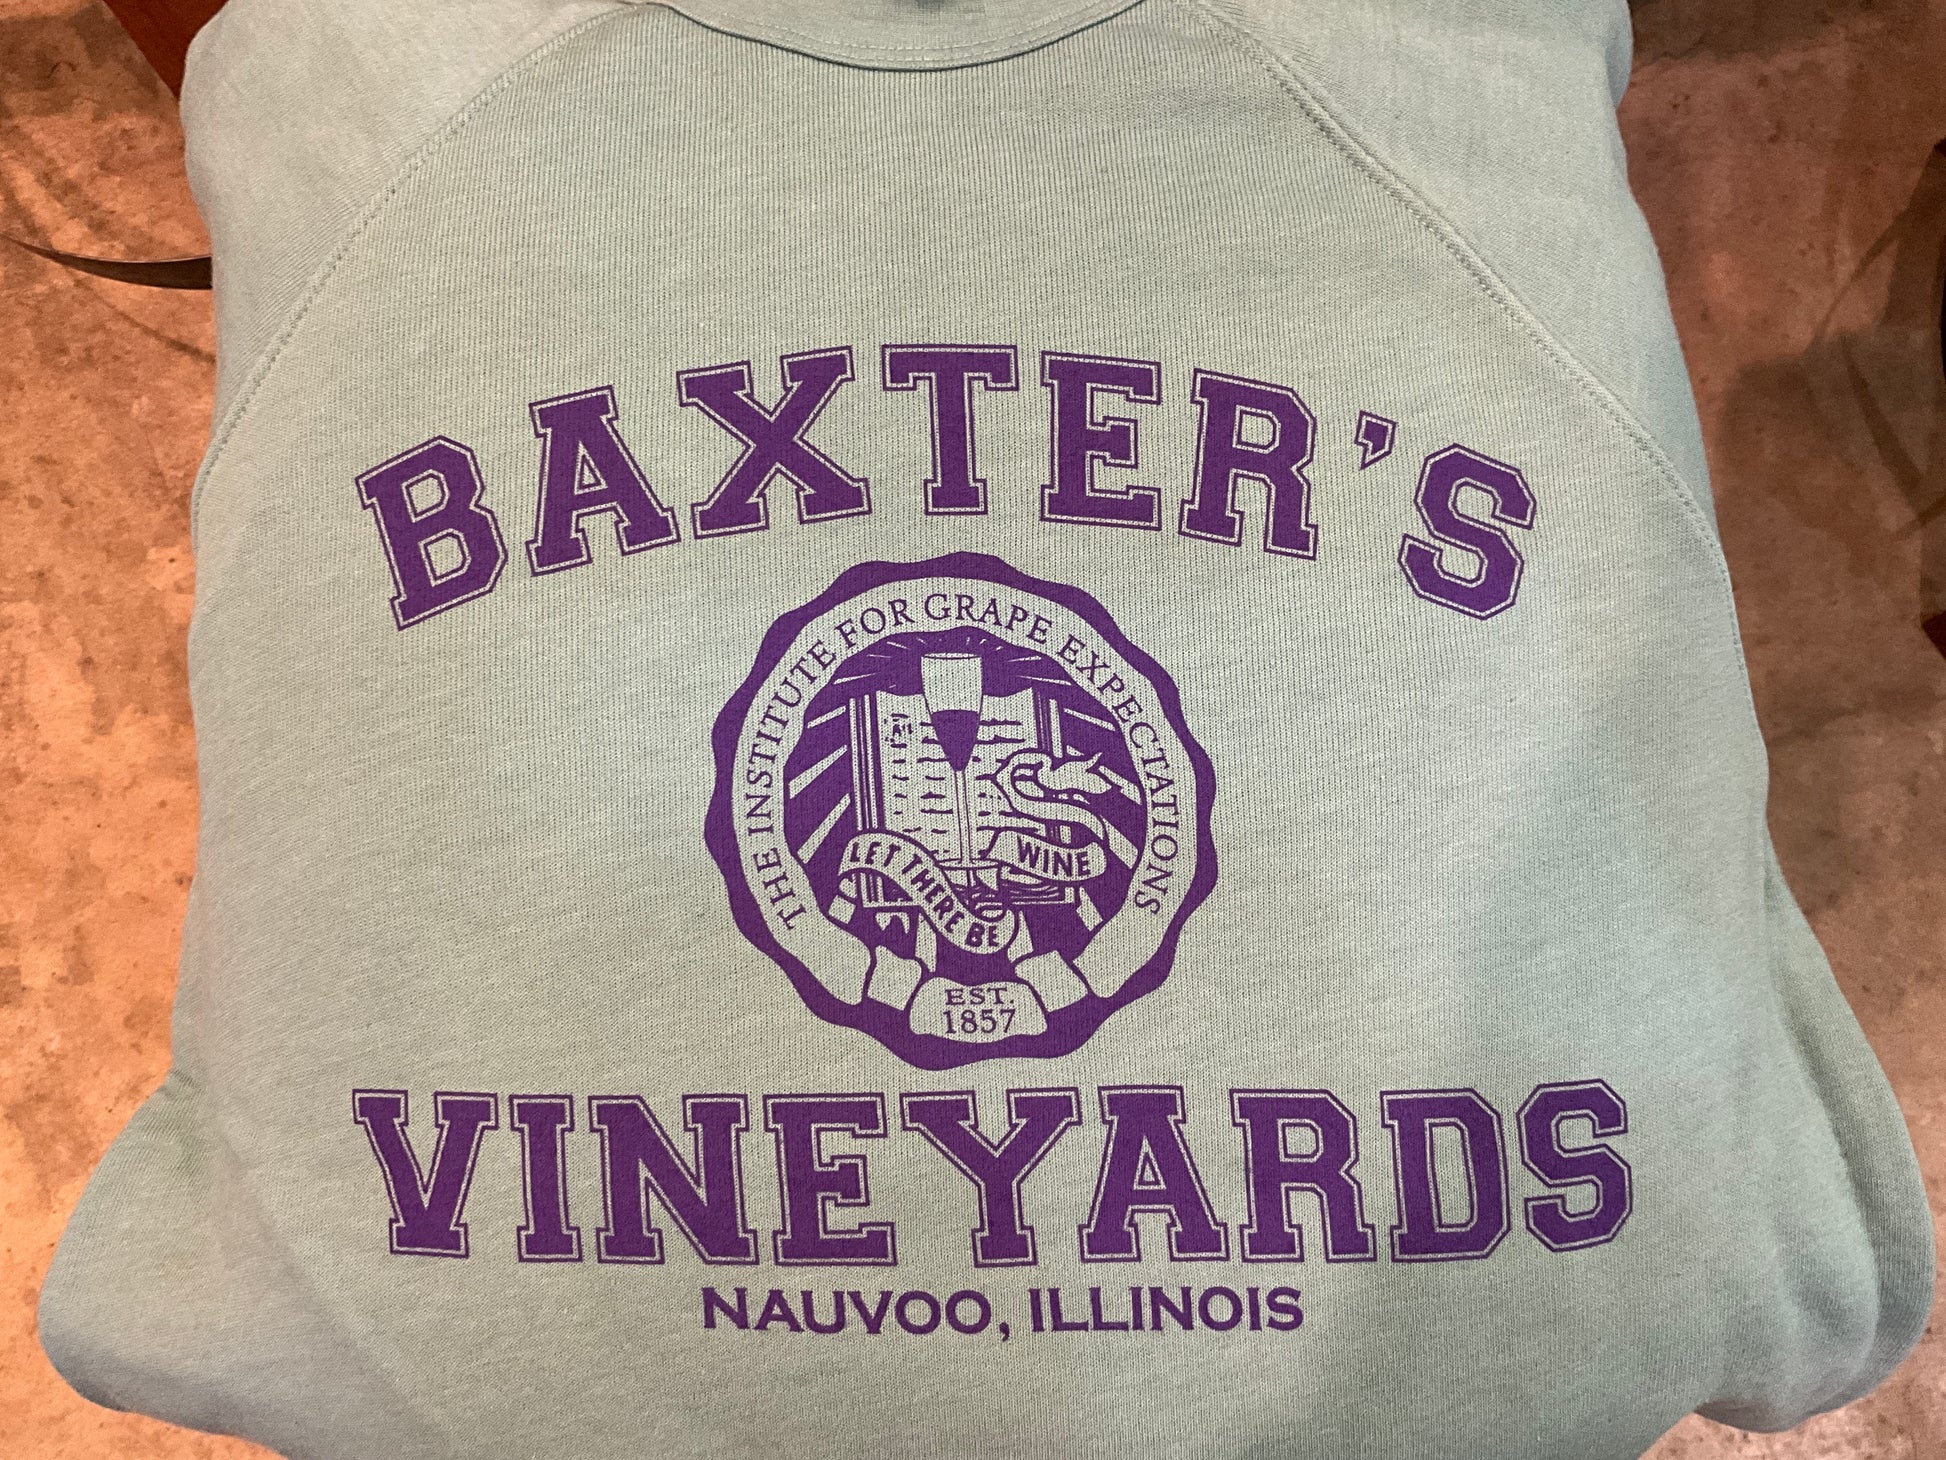 BAXTER'S
THE INSTITUTE FOR GRAPE EXPECTATIONS
LET THERE BE WINE
EST.
1857
VINEYARDS
NAUVOO, ILLINOIS